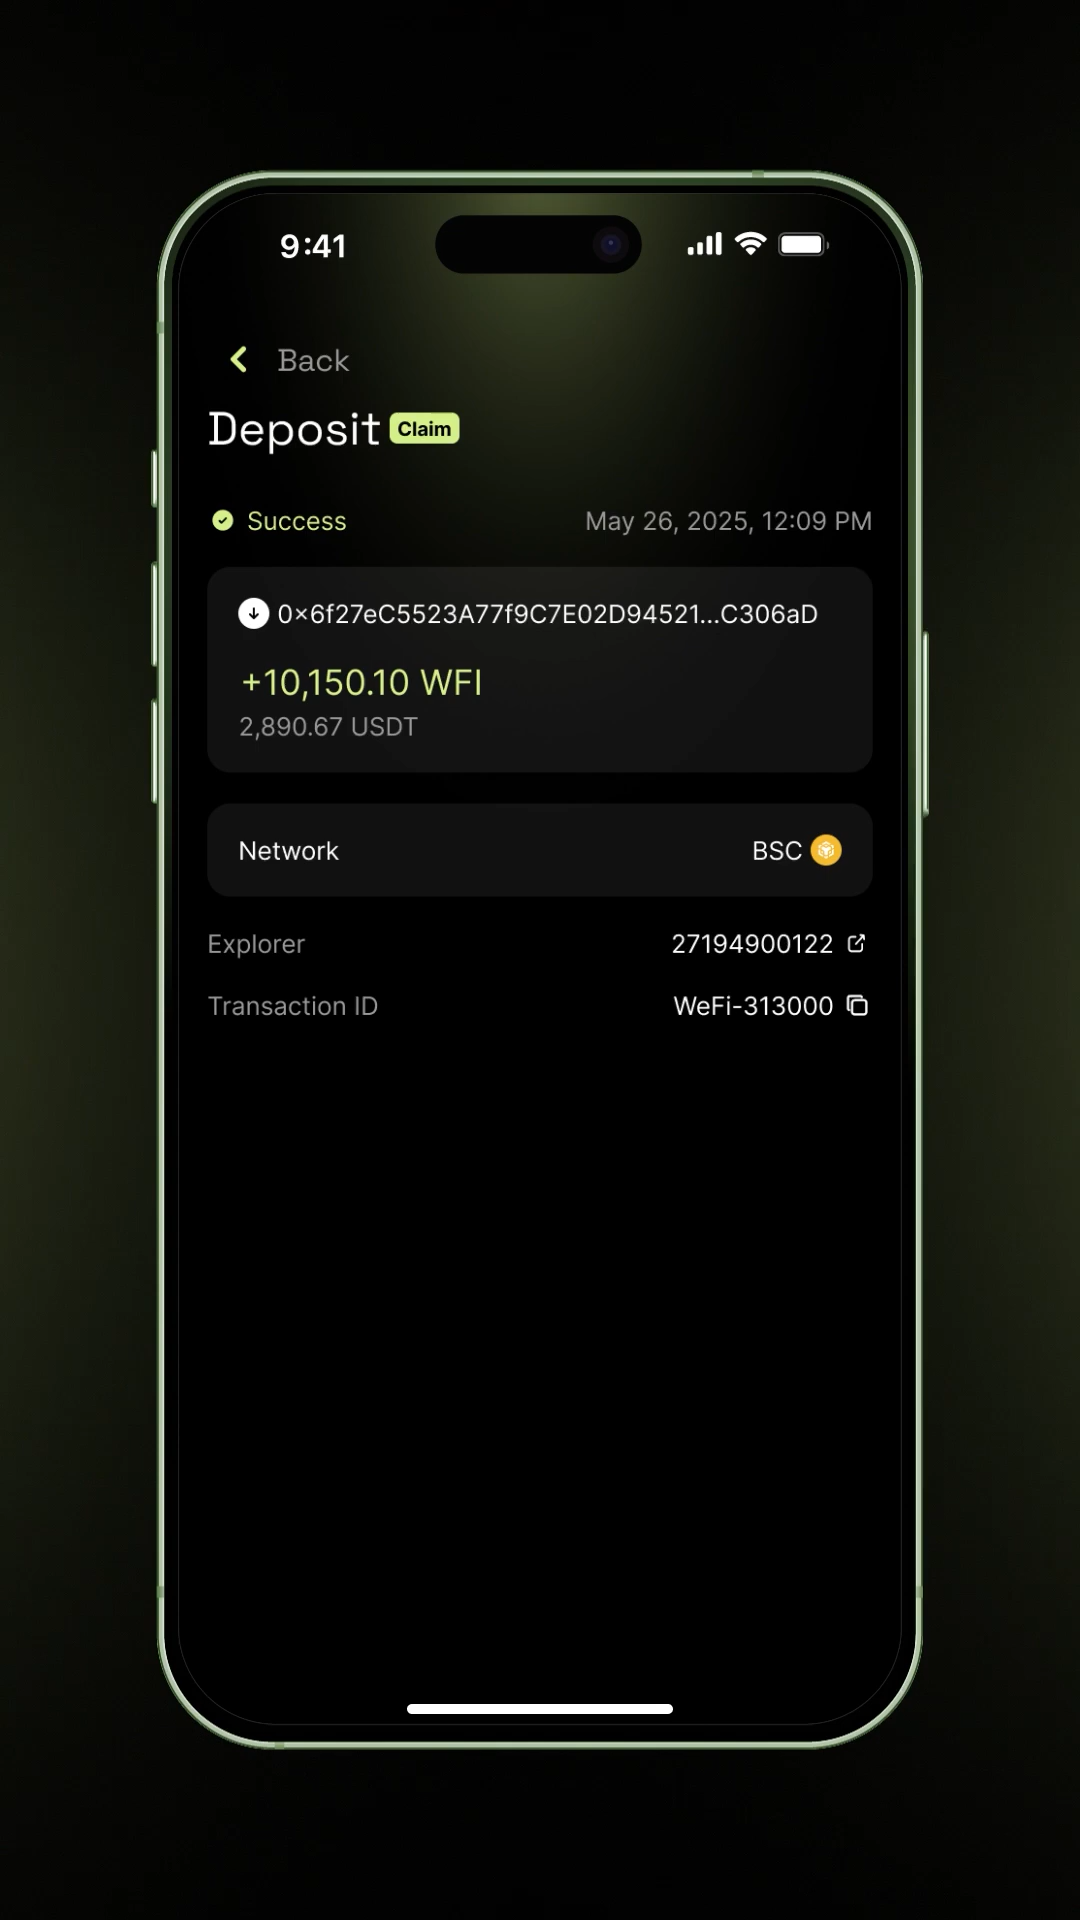 9:41
Back
Deposit Claim
Success May 26, 2025, 12:09 PM
0×6f27eC5523A77f9C7E02D94521...C306aD
+10,150.10 WFI
2,890.67 USDT
Network BSC
Explorer 27194900122
Transaction ID WeFi-313000